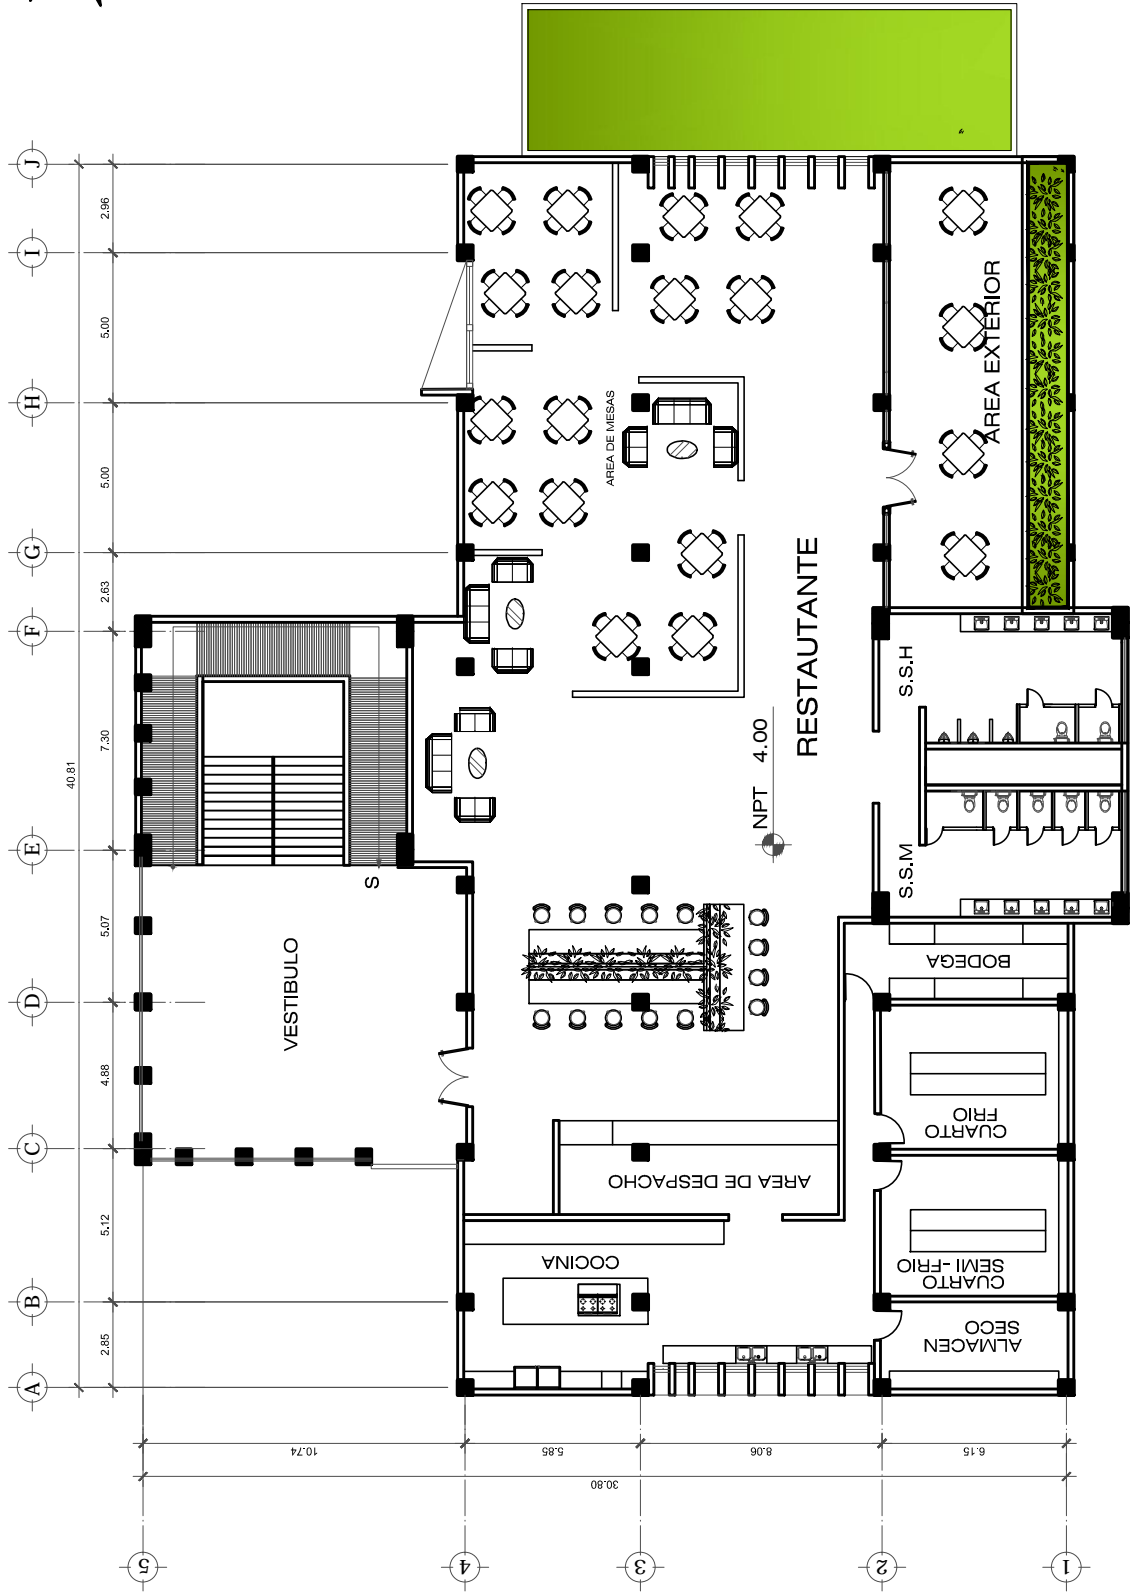 J
I
H
G
F
E
D
C
B
A
2.96
5.00
5.00
2.63
7.30
5.07
4.88
5.12
2.85
40.81
5
4
3
2
1
10.74
5.85
8.06
6.15
30.80
AREA DE MESAS
AREA EXTERIOR
RESTAUTANTE
NPT 4.00
S.S.H
S.S.M
S
VESTIBULO
BODEGA
CUARTO
FRIO
AREA DE DESPACHO
COCINA
CUARTO
SEMI-FRIO
ALMACEN
SECO